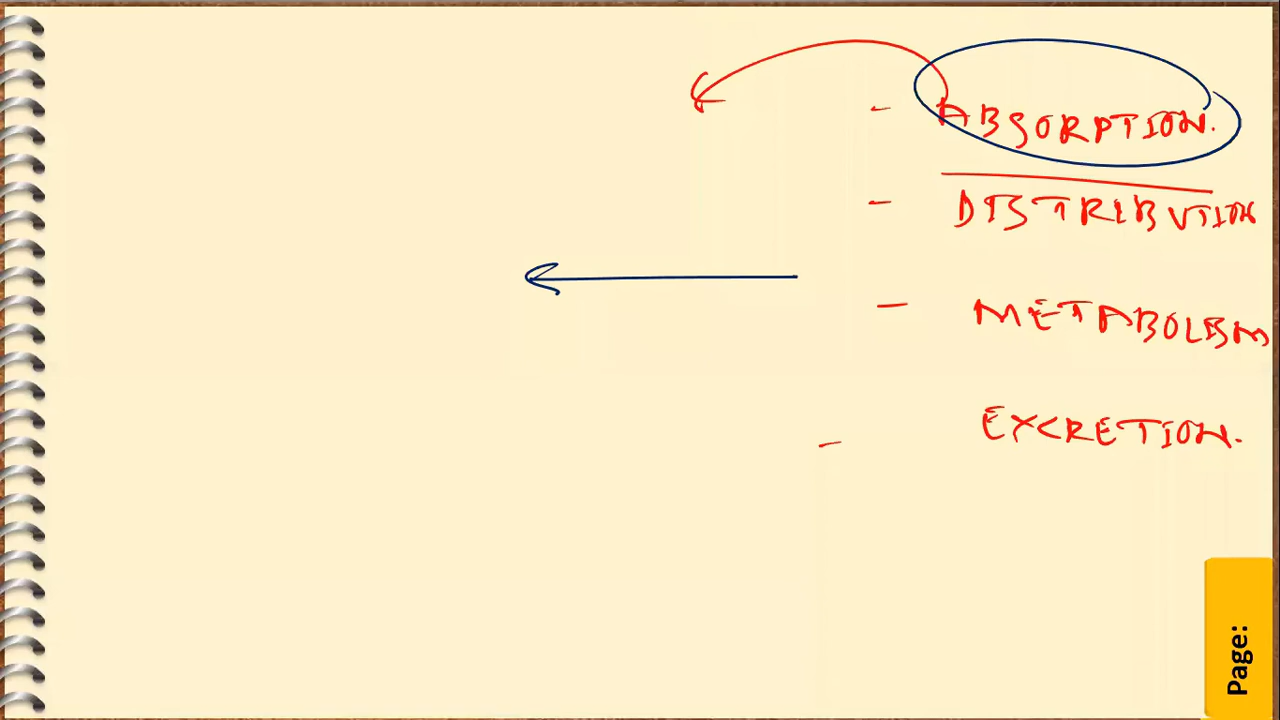 - ABSORPTION.
- DISTRIBUTION
- METABOLISM
- EXCRETION.
Page: